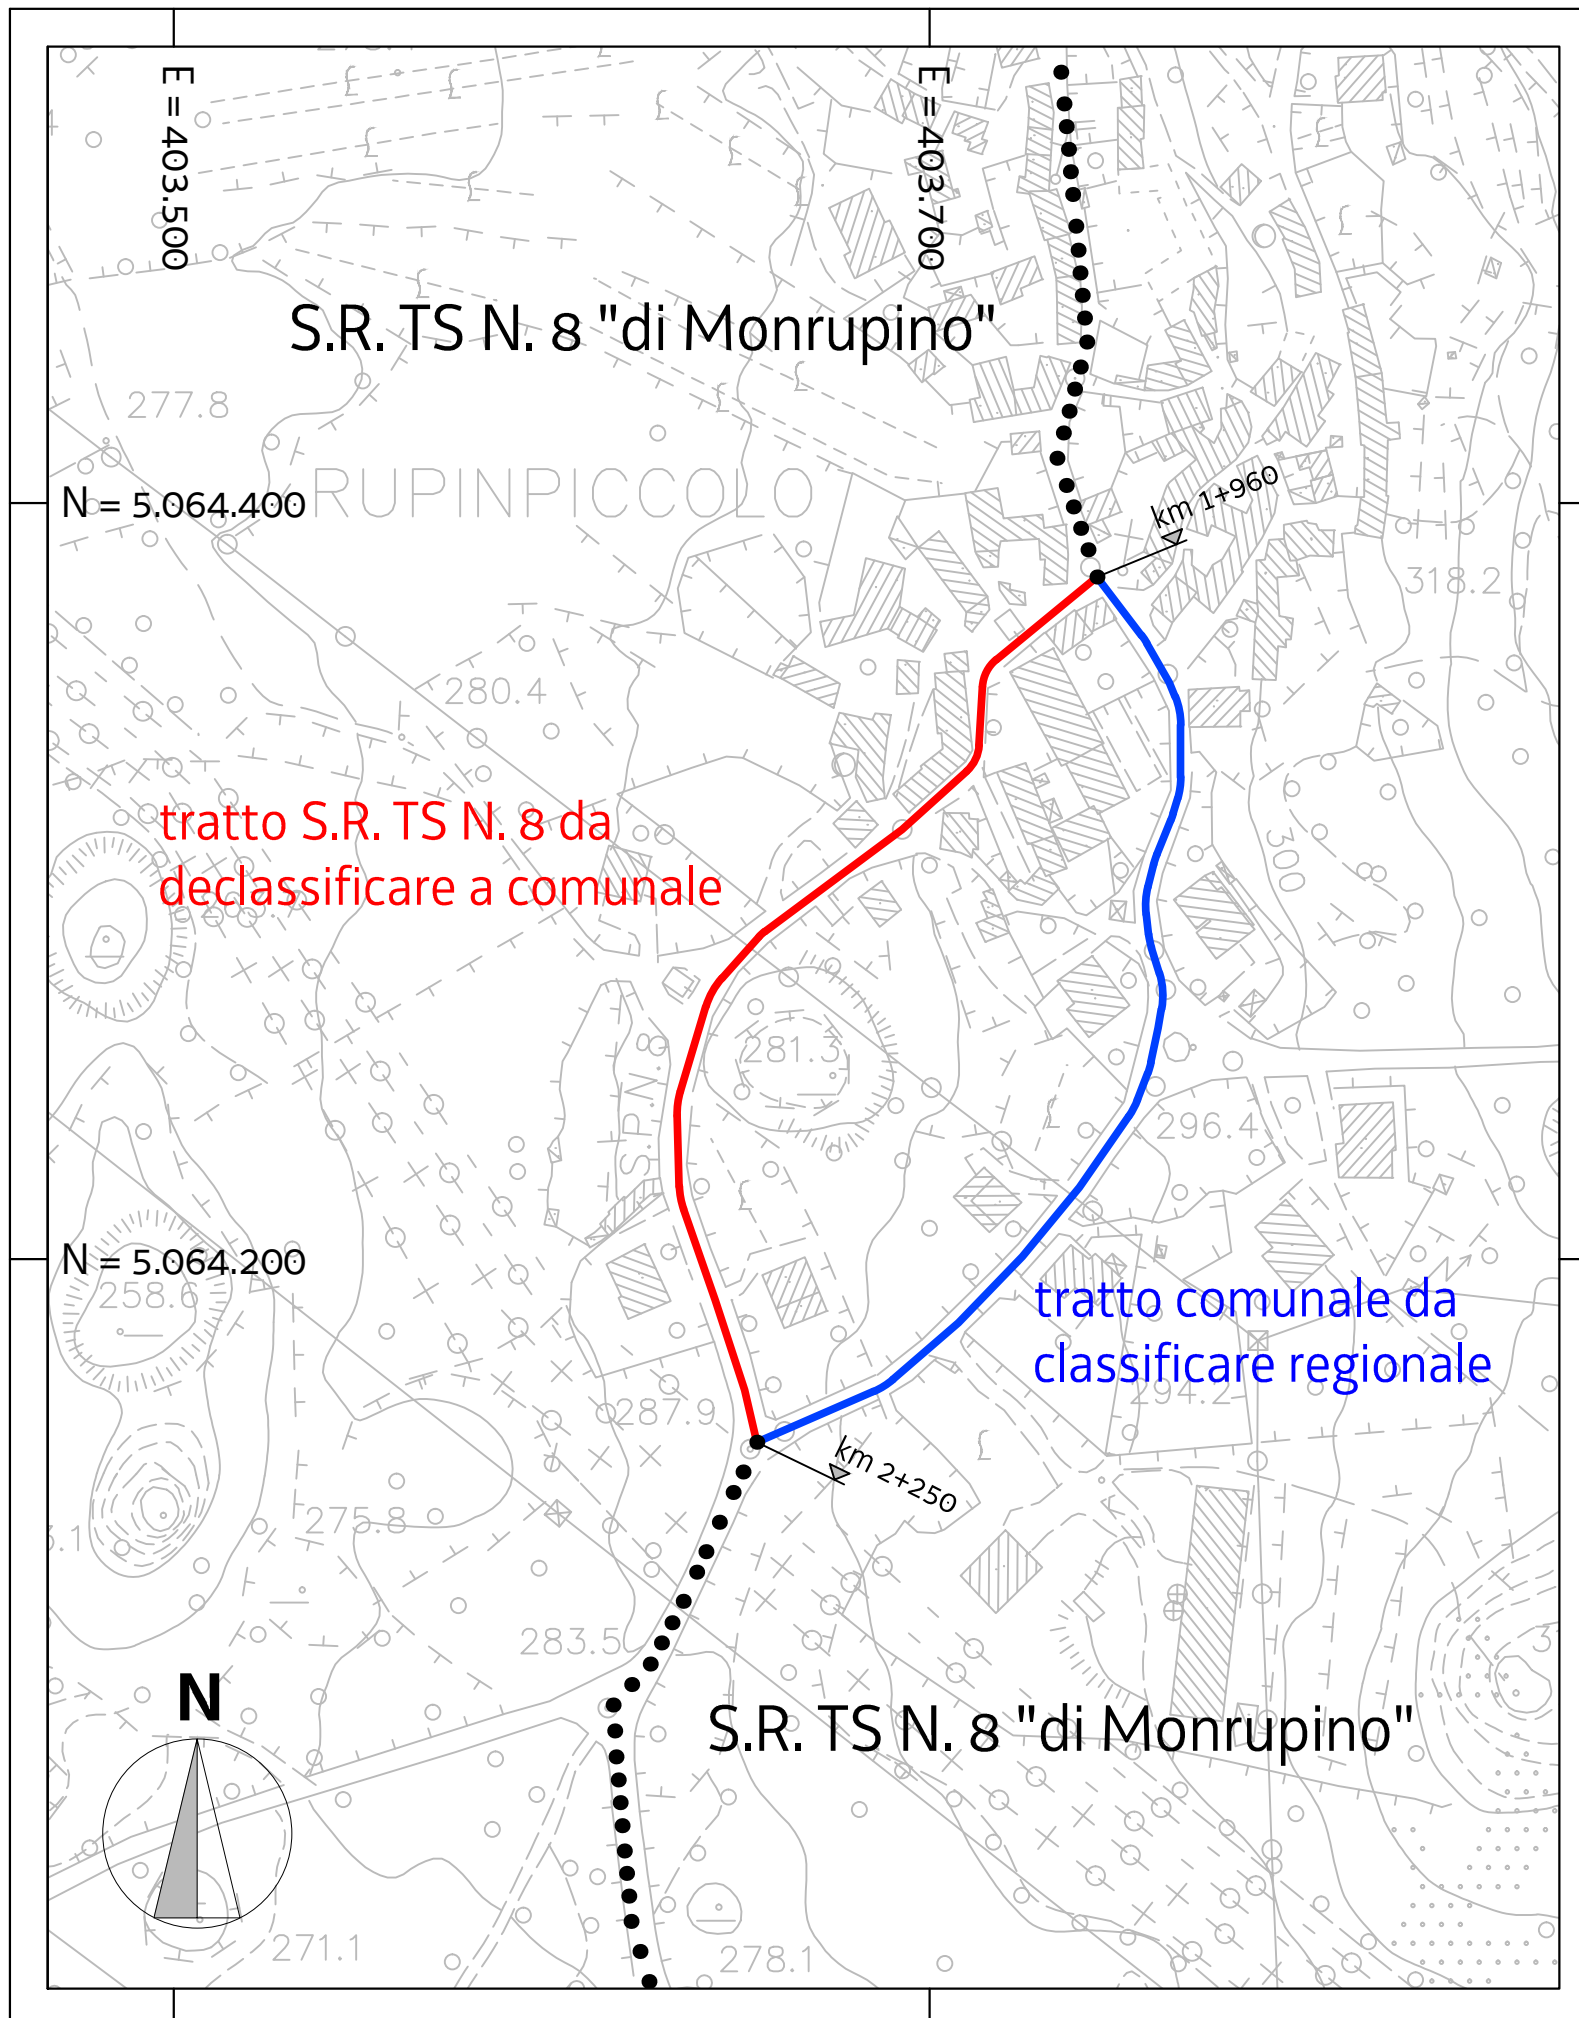 E = 403.500
E = 403.700
S.R. TS N. 8 "di Monrupino"
277.8
RUPINPICCOLO
N = 5.064.400
km 1+960
318.2
280.4
tratto S.R. TS N. 8 da
declassificare a comunale
300
281.3
S.P.N.8
296.4
N = 5.064.200
258.6
tratto comunale da
classificare regionale
294.2
287.9
km 2+250
275.8
283.5
N
S.R. TS N. 8 "di Monrupino"
271.1
278.1